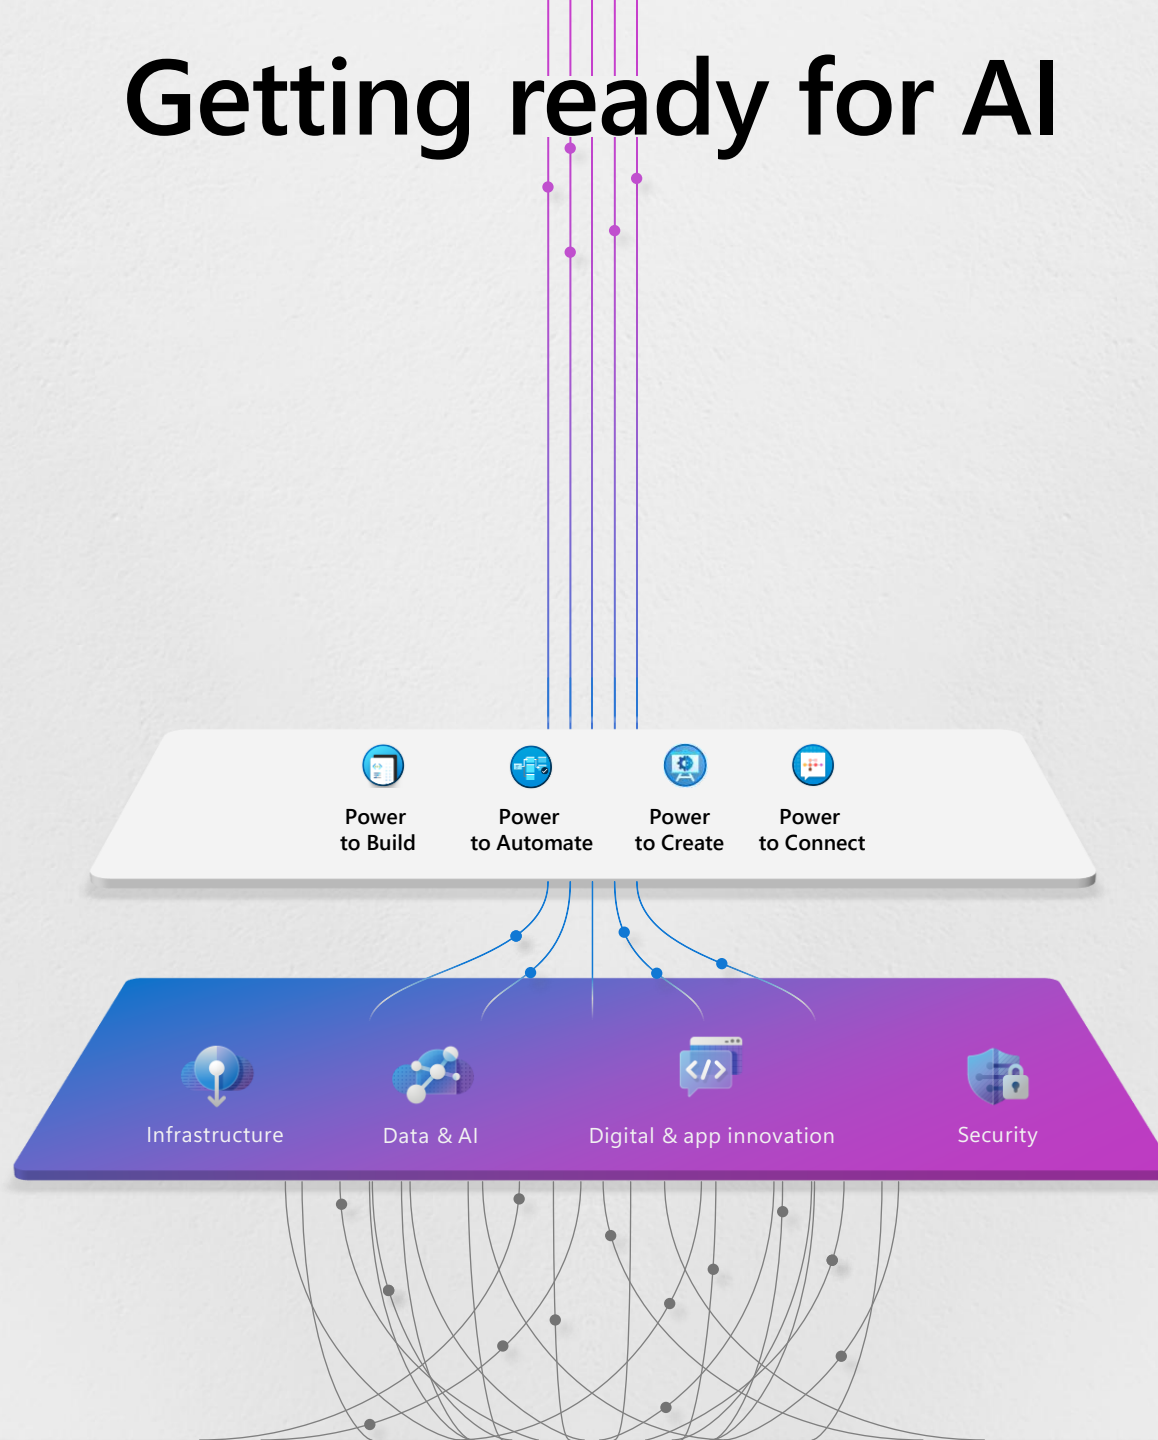 Getting ready for AI
Power
to Build
Power
to Automate
Power
to Create
Power
to Connect
Infrastructure
Data & AI
Digital & app innovation
Security